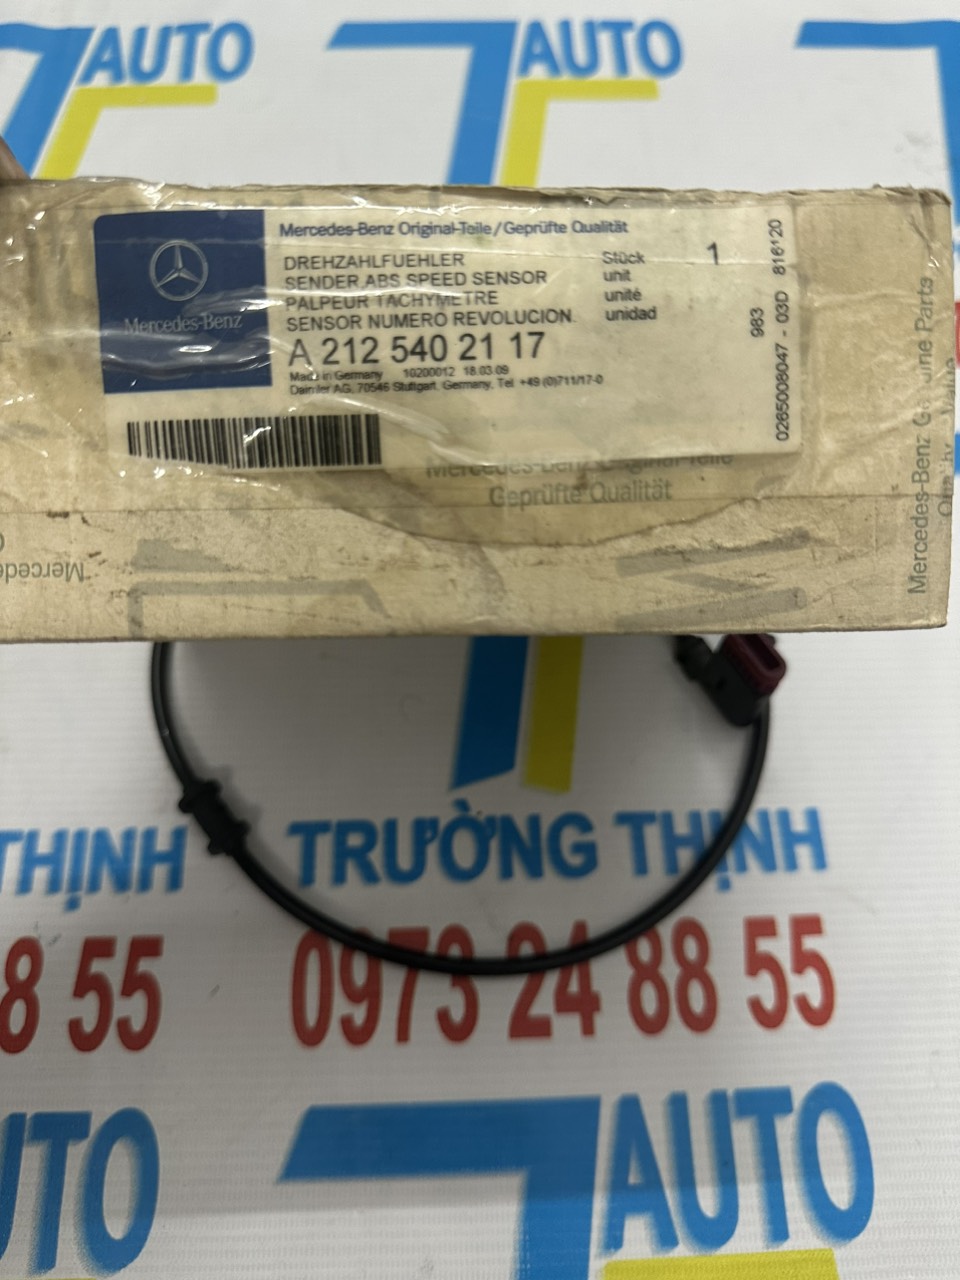 AUTO
AUTO
Mercedes-Benz
Mercedes-Benz Original-Teile/Geprüfte Qualität
DREHZAHLFUEHLER
SENDER,ABS SPEED SENSOR
PALPEUR TACHYMETRE
SENSOR NUMERO REVOLUCION
Stück 1
unit
unité
unidad
A 212 540 21 17
Made in Germany 10200012 18.03.09
Daimler AG, 70546 Stuttgart, Germany, Tel +49 (0)711/17-0
983
0265008047 - 03D 816120
Mercedes-Benz Original-Teile
Geprüfte Qualität
Mercedes-Benz Genuine Parts
THỊNH
TRƯỜNG THỊNH
8 55
0973 24 88 55
UTO
AUTO